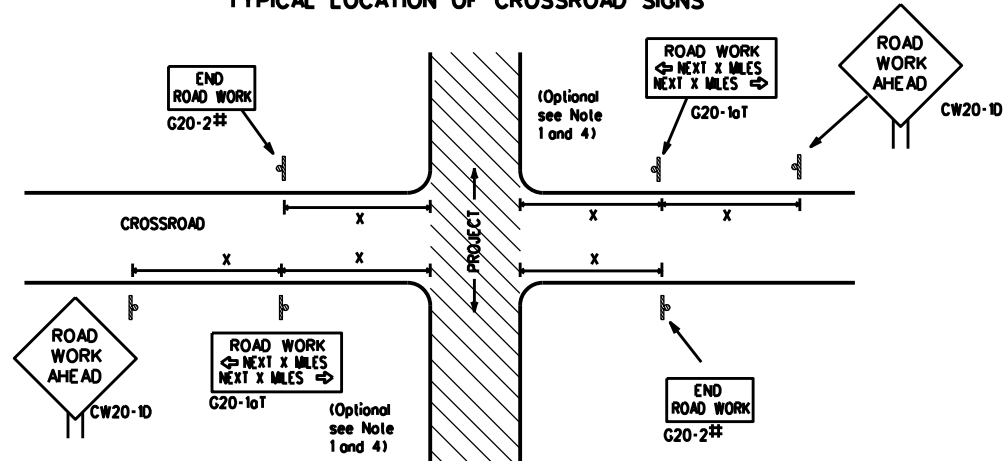 TYPICAL LOCATION OF CROSSROAD SIGNS
END
ROAD WORK
G20-2#
(Optional
see Note
1 and 4)
ROAD WORK
⇦ NEXT X MILES
NEXT X MILES ⇨
G20-1aT
ROAD
WORK
AHEAD
CW20-1D
X
X
X
CROSSROAD
PROJECT
X
X
X
ROAD
WORK
AHEAD
CW20-1D
ROAD WORK
⇦ NEXT X MILES
NEXT X MILES ⇨
G20-1aT
(Optional
see Note
1 and 4)
END
ROAD WORK
G20-2#